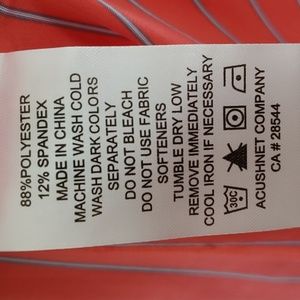 88%POLYESTER
12% SPANDEX
MADE IN CHINA
MACHINE WASH COLD
WASH DARK COLORS
SEPARATELY
DO NOT BLEACH
DO NOT USE FABRIC
SOFTENERS
TUMBLE DRY LOW
REMOVE IMMEDIATELY
COOL IRON IF NECESSARY
30C
ACUSHNET COMPANY
CA # 28544